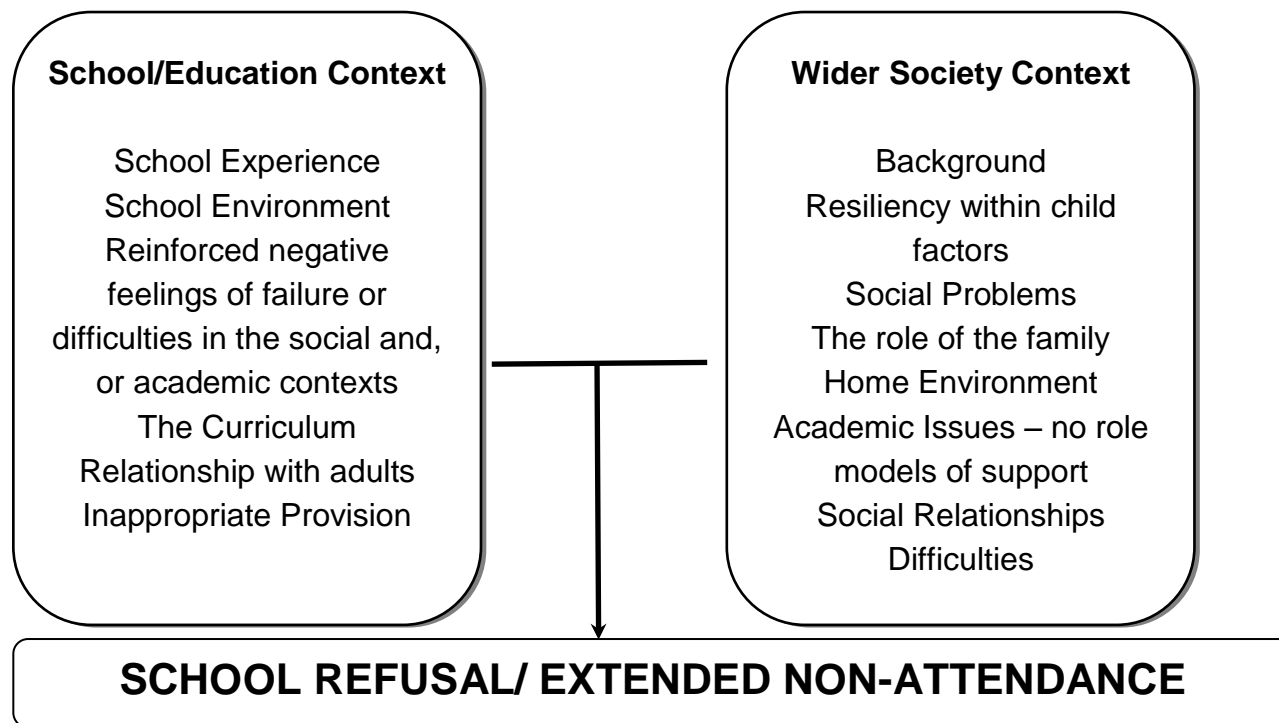 School/Education Context
School Experience
School Environment
Reinforced negative
feelings of failure or
difficulties in the social and,
or academic contexts
The Curriculum
Relationship with adults
Inappropriate Provision
Wider Society Context
Background
Resiliency within child
factors
Social Problems
The role of the family
Home Environment
Academic Issues – no role
models of support
Social Relationships
Difficulties
SCHOOL REFUSAL/ EXTENDED NON-ATTENDANCE